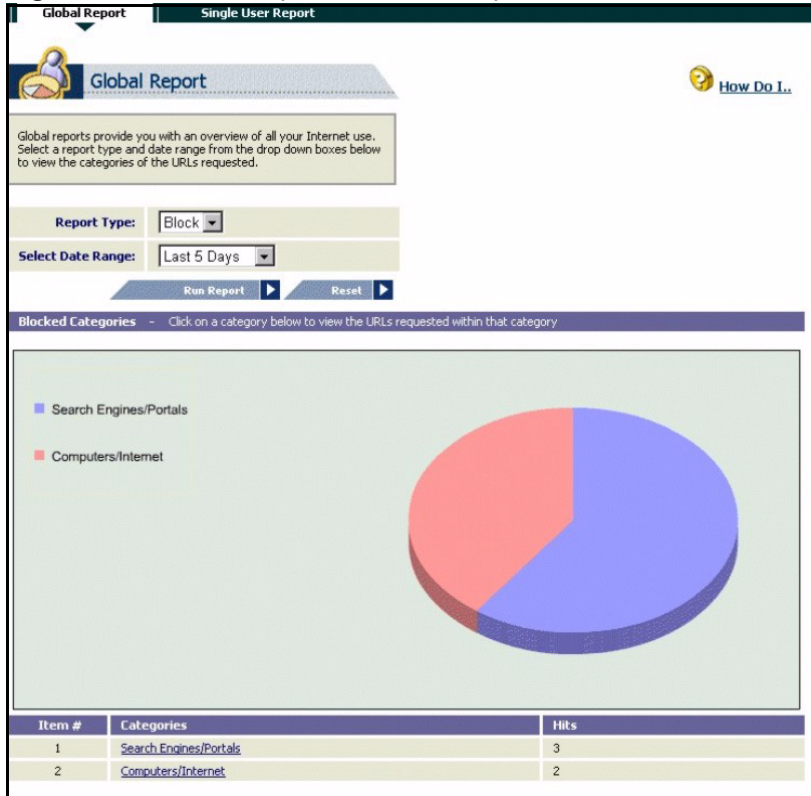 Global Report Single User Report
Global Report
How Do I..
Global reports provide you with an overview of all your Internet use.
Select a report type and date range from the drop down boxes below
to view the categories of the URLs requested.
Report Type: Block
Select Date Range: Last 5 Days
Run Report Reset
Blocked Categories - Click on a category below to view the URLs requested within that category
Search Engines/Portals
Computers/Internet
Item # Categories Hits
1 Search Engines/Portals 3
2 Computers/Internet 2